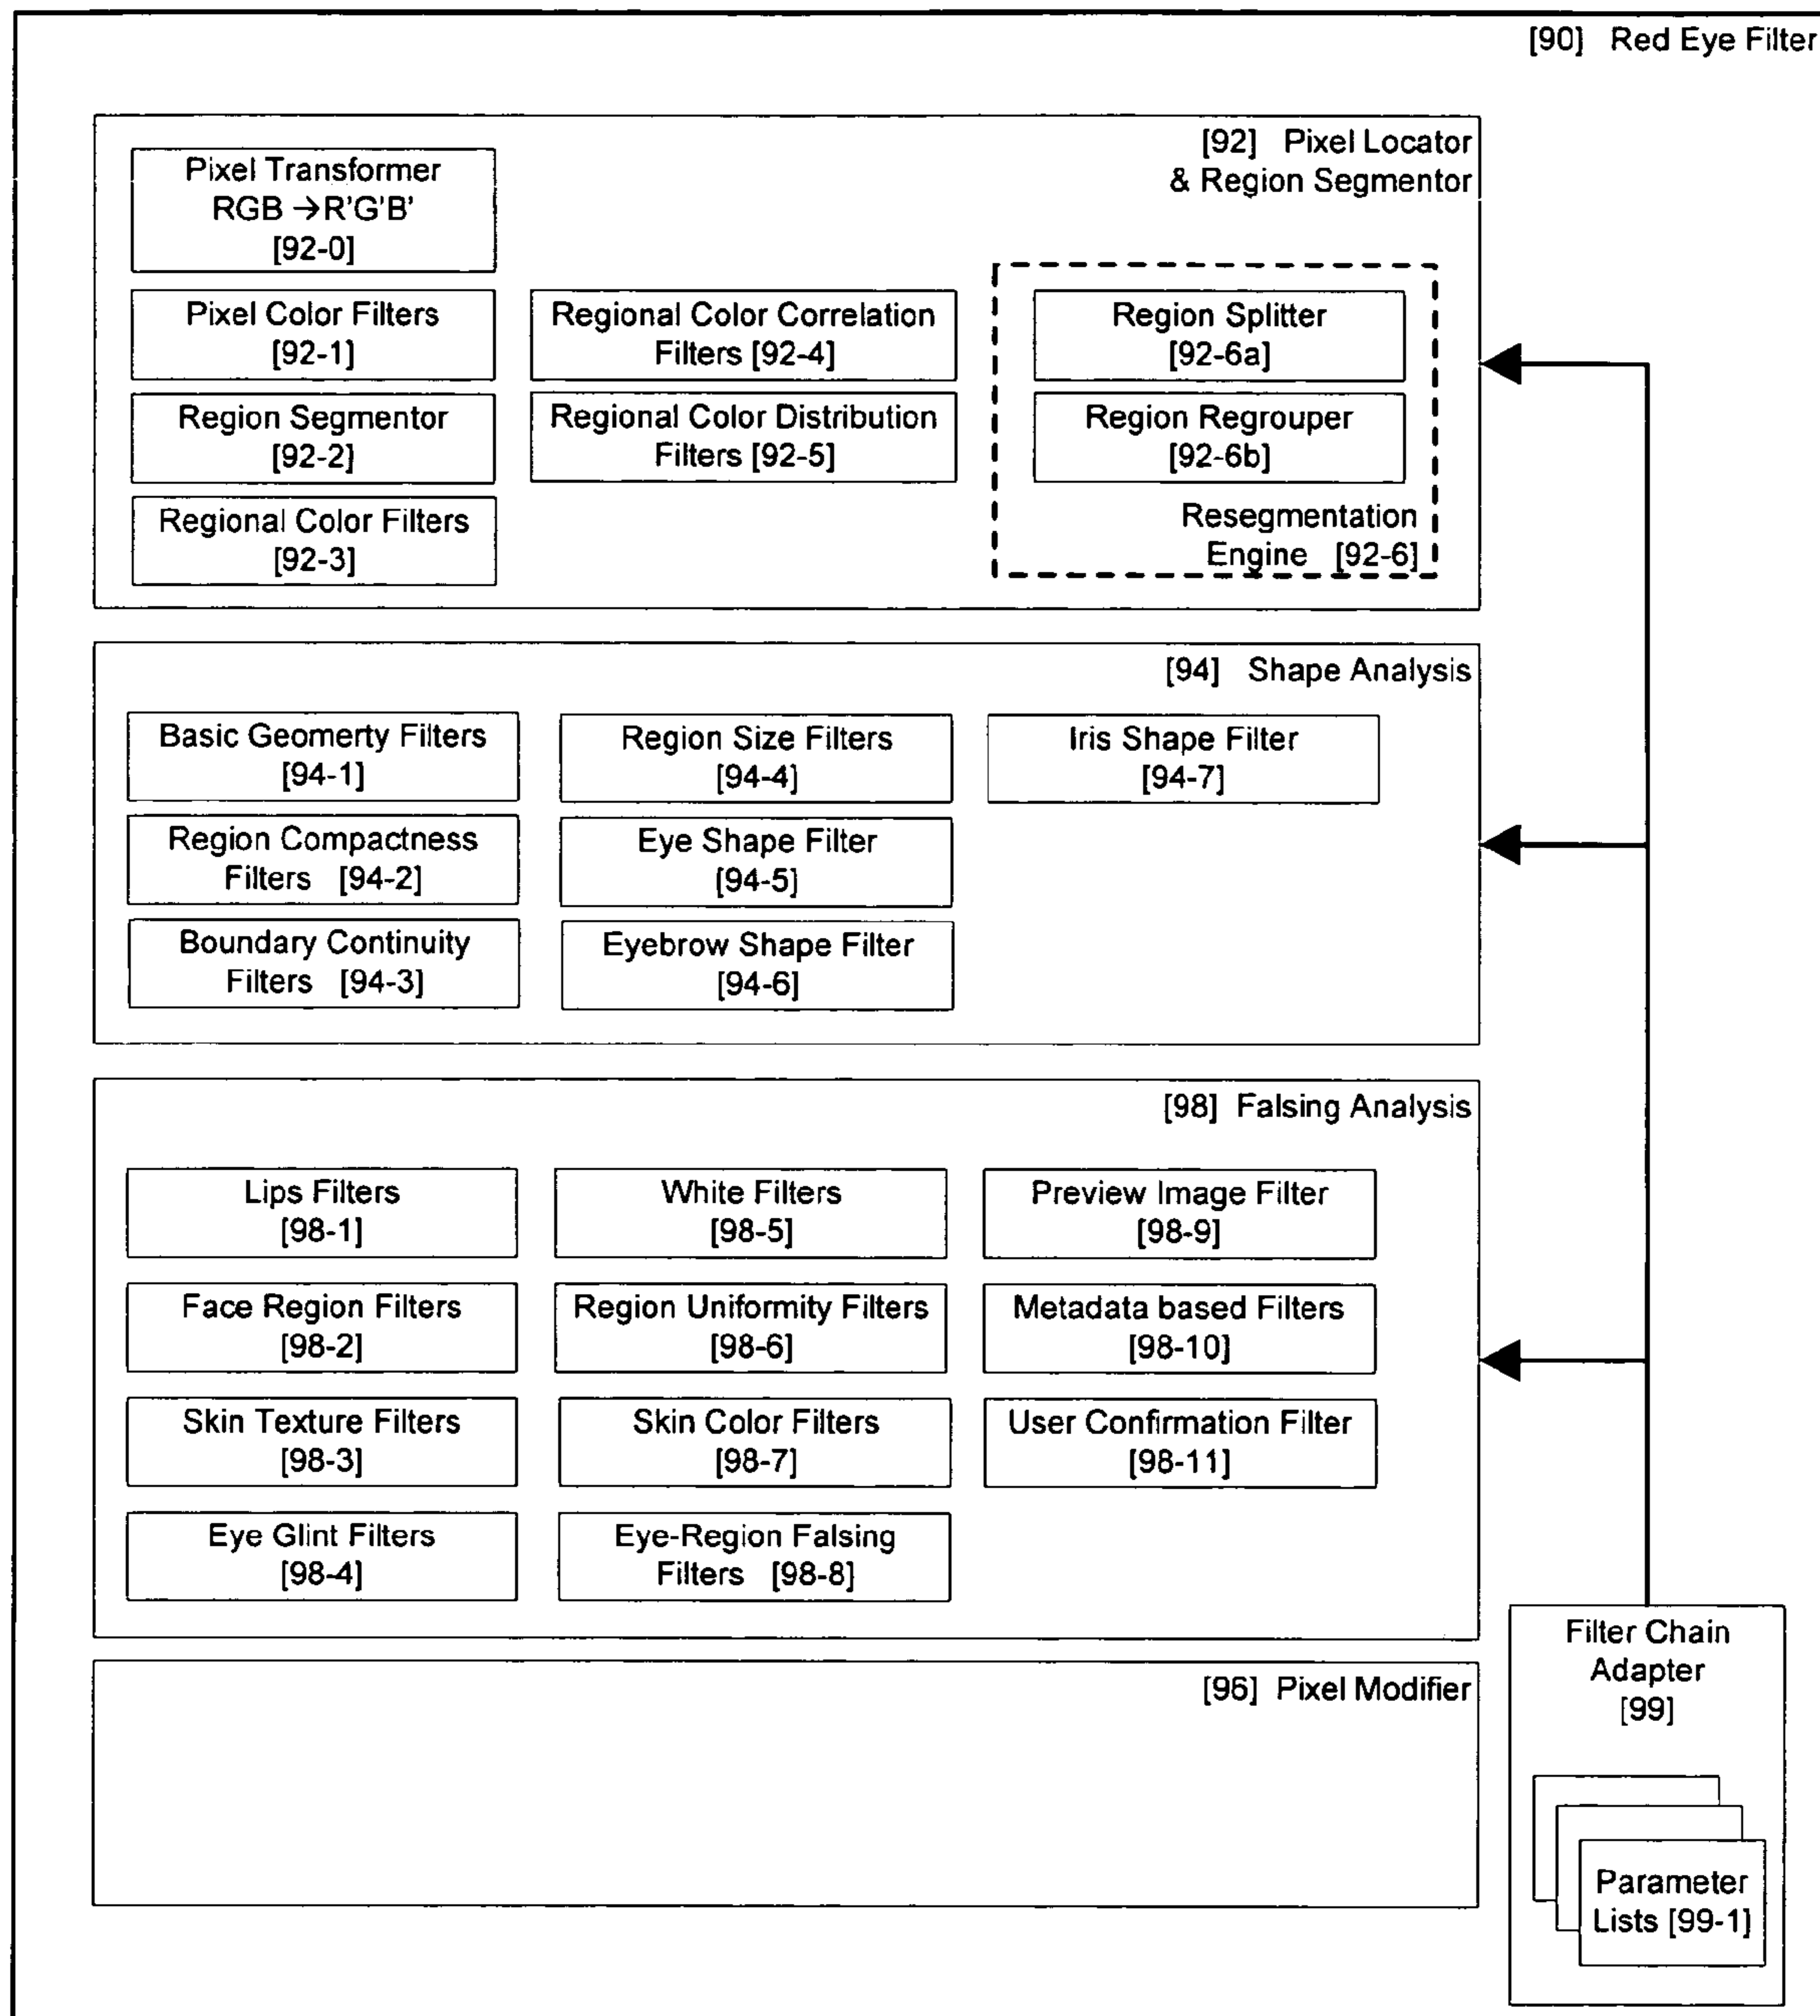 [90] Red Eye Filter
[92] Pixel Locator
& Region Segmentor
Pixel Transformer
RGB →R'G'B'
[92-0]
Pixel Color Filters
[92-1]
Region Segmentor
[92-2]
Regional Color Filters
[92-3]
Regional Color Correlation
Filters [92-4]
Regional Color Distribution
Filters [92-5]
Region Splitter
[92-6a]
Region Regrouper
[92-6b]
Resegmentation
Engine [92-6]
[94] Shape Analysis
Basic Geomerty Filters
[94-1]
Region Compactness
Filters [94-2]
Boundary Continuity
Filters [94-3]
Region Size Filters
[94-4]
Eye Shape Filter
[94-5]
Eyebrow Shape Filter
[94-6]
Iris Shape Filter
[94-7]
[98] Falsing Analysis
Lips Filters
[98-1]
Face Region Filters
[98-2]
Skin Texture Filters
[98-3]
Eye Glint Filters
[98-4]
White Filters
[98-5]
Region Uniformity Filters
[98-6]
Skin Color Filters
[98-7]
Eye-Region Falsing
Filters [98-8]
Preview Image Filter
[98-9]
Metadata based Filters
[98-10]
User Confirmation Filter
[98-11]
[96] Pixel Modifier
Filter Chain
Adapter
[99]
Parameter
Lists [99-1]